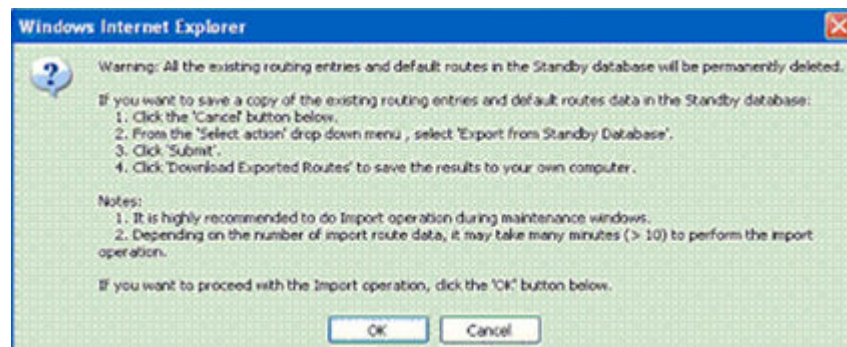 Windows Internet Explorer
Warning: All the existing routing entries and default routes in the Standby database will be permanently deleted.
If you want to save a copy of the existing routing entries and default routes data in the Standby database:
1. Click the 'Cancel' button below.
2. From the 'Select action' drop down menu , select 'Export from Standby Database'.
3. Click 'Submit'.
4. Click 'Download Exported Routes' to save the results to your own computer.
Notes:
1. It is highly recommended to do Import operation during maintenance windows.
2. Depending on the number of import route data, it may take many minutes (> 10) to perform the import
operation.
If you want to proceed with the Import operation, click the 'OK' button below.
OK
Cancel